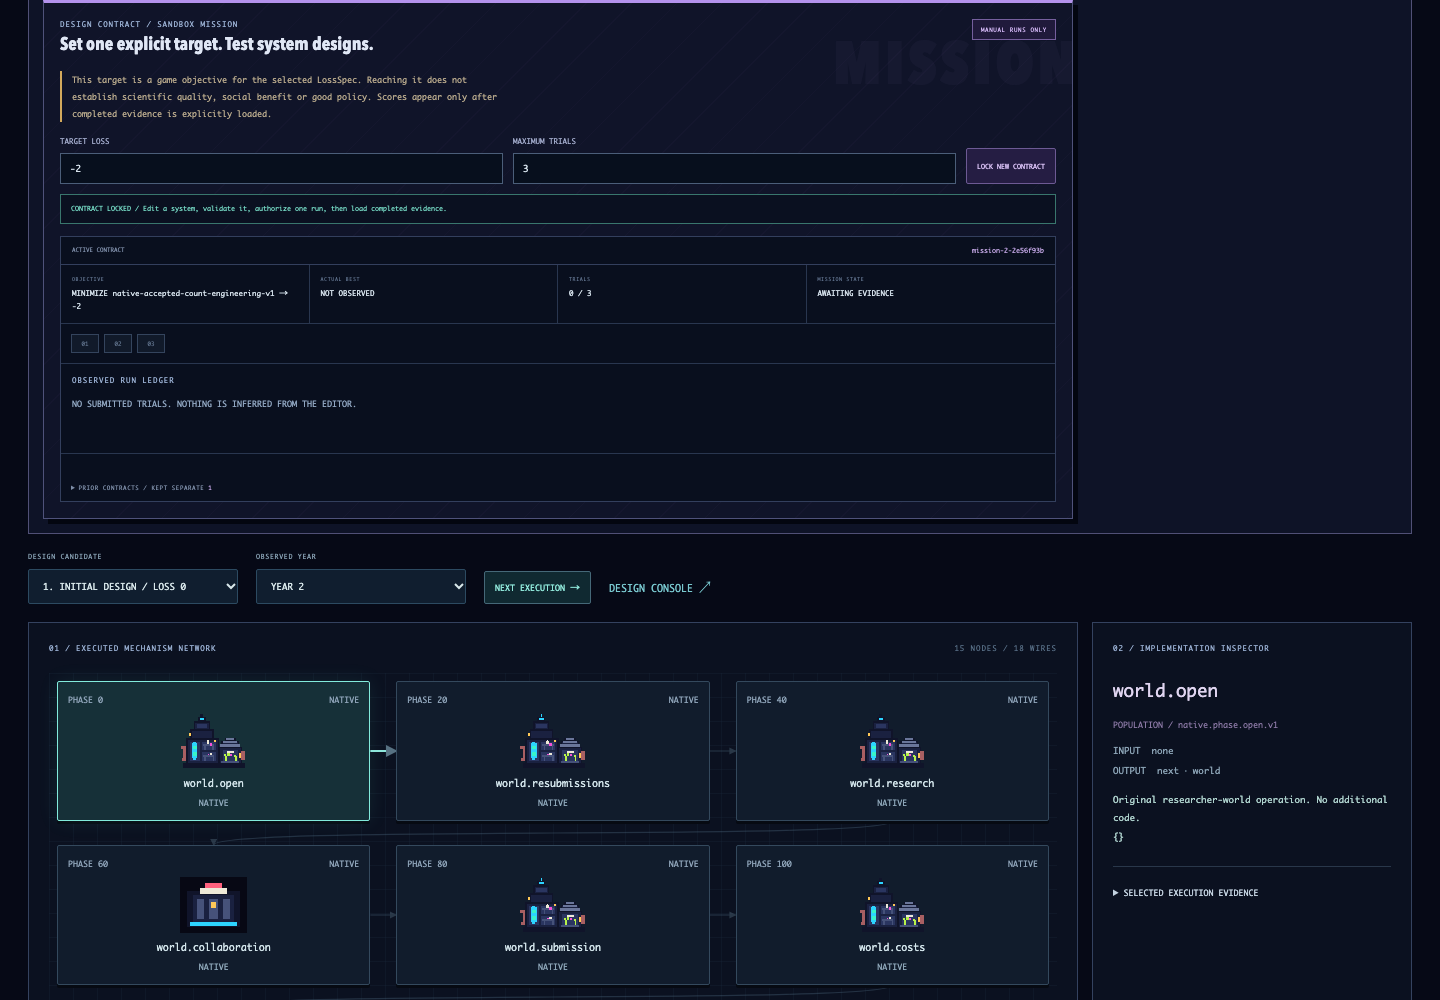 DESIGN CONTRACT / SANDBOX MISSION
MANUAL RUNS ONLY
Set one explicit target. Test system designs.
MISSION
This target is a game objective for the selected LossSpec. Reaching it does not
establish scientific quality, social benefit or good policy. Scores appear only after
completed evidence is explicitly loaded.
TARGET LOSS
MAXIMUM TRIALS
-2
3
LOCK NEW CONTRACT
CONTRACT LOCKED / Edit a system, validate it, authorize one run, then load completed evidence.
ACTIVE CONTRACT
mission-2-2e56f93b
OBJECTIVE
MINIMIZE native-accepted-count-engineering-v1 →
-2
ACTUAL BEST
NOT OBSERVED
TRIALS
0 / 3
MISSION STATE
AWAITING EVIDENCE
01
02
03
OBSERVED RUN LEDGER
NO SUBMITTED TRIALS. NOTHING IS INFERRED FROM THE EDITOR.
▶ PRIOR CONTRACTS / KEPT SEPARATE 1
DESIGN CANDIDATE
OBSERVED YEAR
1. INITIAL DESIGN / LOSS 0
YEAR 2
NEXT EXECUTION →
DESIGN CONSOLE ↗
01 / EXECUTED MECHANISM NETWORK
15 NODES / 18 WIRES
PHASE 0
NATIVE
world.open
NATIVE
PHASE 20
NATIVE
world.resubmissions
NATIVE
PHASE 40
NATIVE
world.research
NATIVE
PHASE 60
NATIVE
world.collaboration
NATIVE
PHASE 80
NATIVE
world.submission
NATIVE
PHASE 100
NATIVE
world.costs
NATIVE
02 / IMPLEMENTATION INSPECTOR
world.open
POPULATION / native.phase.open.v1
INPUT none
OUTPUT next · world
Original researcher-world operation. No additional
code.
{}
▶ SELECTED EXECUTION EVIDENCE